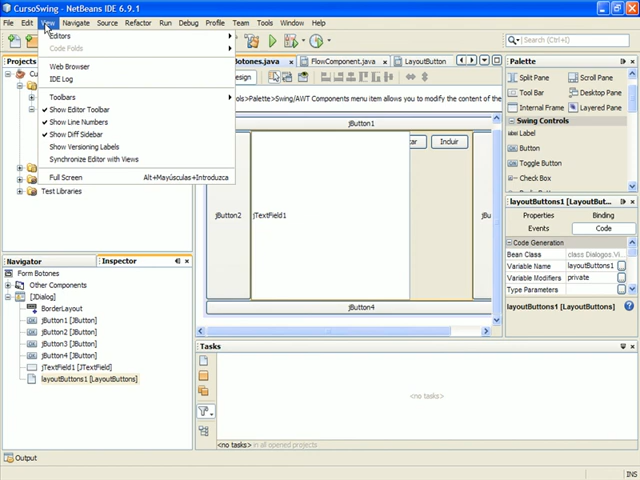 CursoSwing - NetBeans IDE 6.9.1
File Edit View Navigate Source Refactor Run Debug Profile Team Tools Window Help
Search (Ctrl+I)
Editors
Code Folds
Web Browser
IDE Log
Toolbars
Show Editor Toolbar
Show Line Numbers
Show Diff Sidebar
Show Versioning Labels
Synchronize Editor with Views
Full Screen Alt+Mayúsculas+Introduzca
Projects
Test Libraries
otones.java FlowComponent.java LayoutButton
esign
ts>Palette>Swing/AWT Components menu item allows you to modify the content of the
jButton1
jButton2
jTextField1
Incluir
jButton4
Palette
Split Pane Scroll Pane
Tool Bar Desktop Pane
Internal Frame Layered Pane
Swing Controls
Label
Button
Toggle Button
Check Box
layoutButtons1 [LayoutBut...
Properties Binding
Events Code
Code Generation
Bean Class class Dialogos.Vi
Variable Name layoutButtons1
Variable Modifiers private
Type Parameters
layoutButtons1 [LayoutButtons]
Navigator Inspector
Form Botones
Other Components
[JDialog]
BorderLayout
jButton1 [JButton]
jButton2 [JButton]
jButton3 [JButton]
jButton4 [JButton]
jTextField1 [JTextField]
layoutButtons1 [LayoutButtons]
Tasks
<no tasks>
<no tasks> in all opened projects
Output
INS